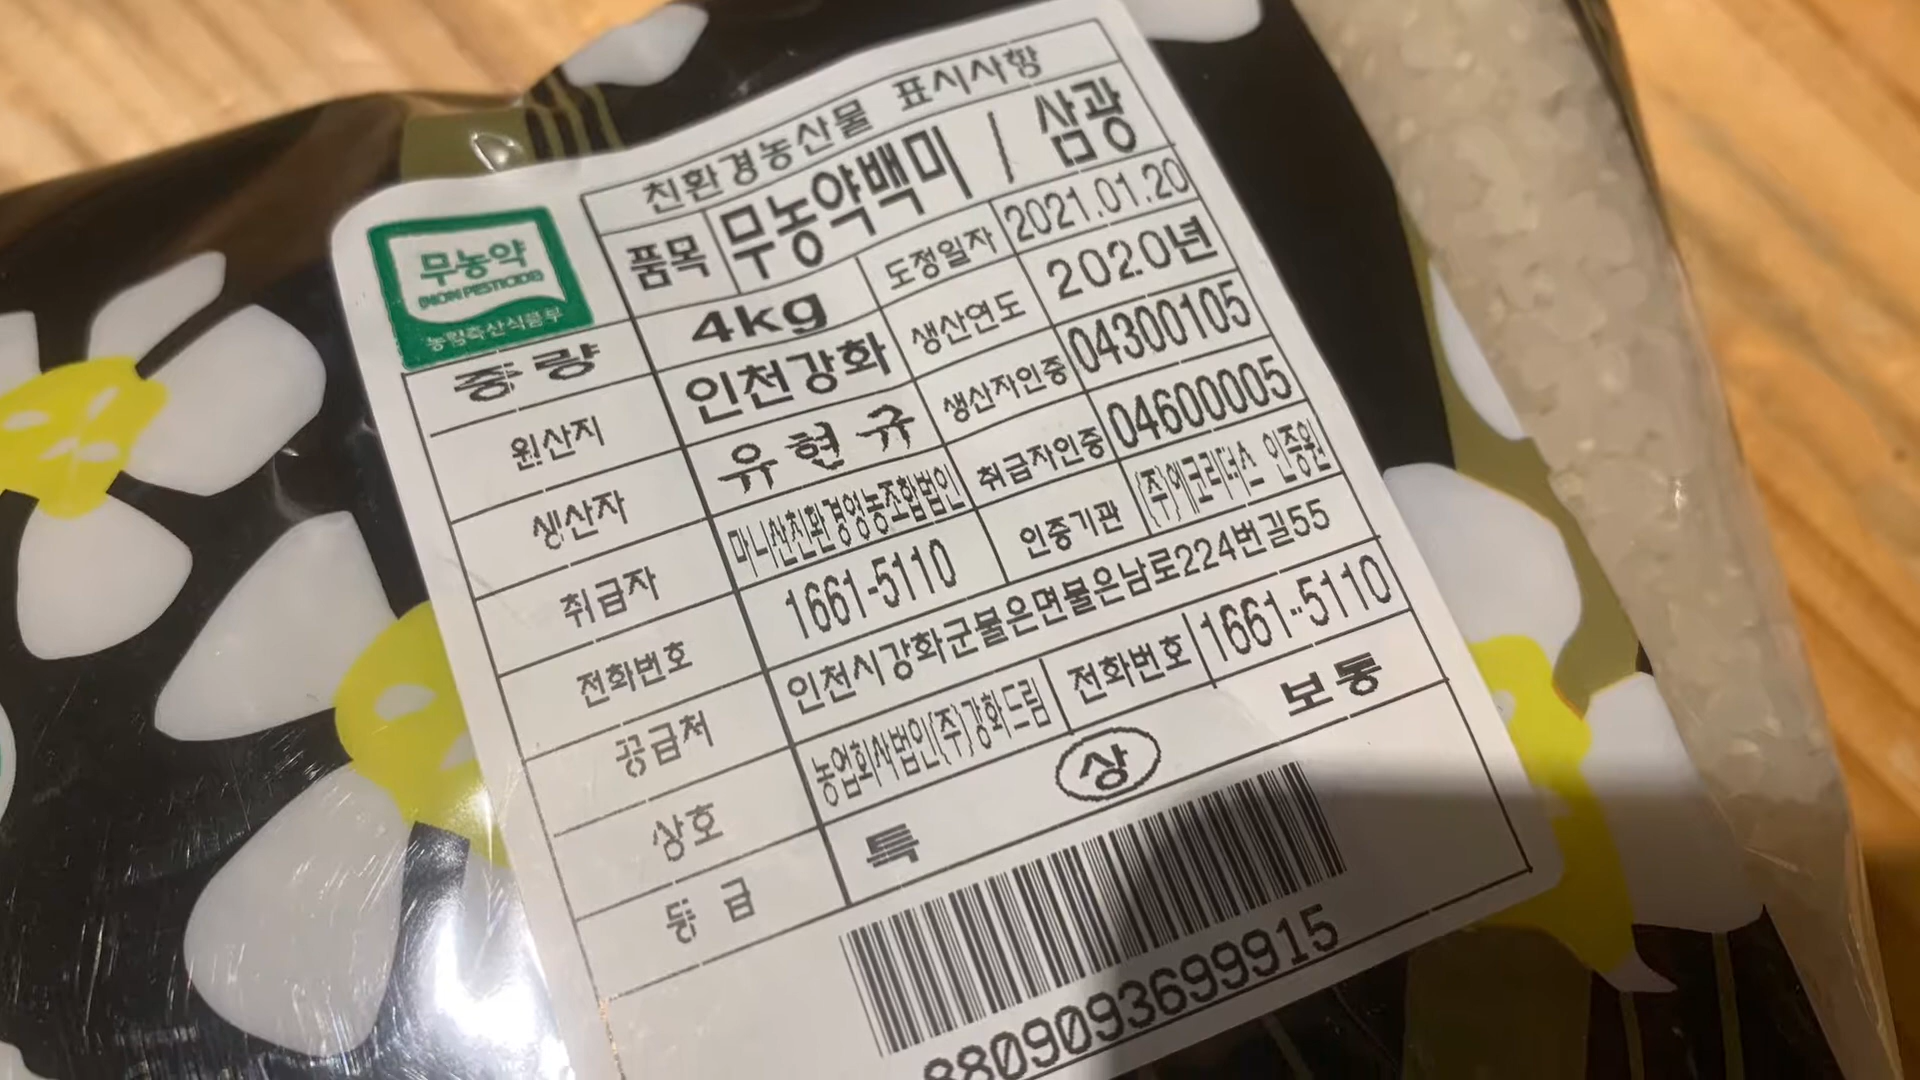 친환경농산물 표시사항
무농약
(NON PESTICIDE)
농림축산식품부
품목 무농약백미 / 삼광
중량 4kg 도정일자 2021.01.20
원산지 인천강화 생산연도 2020년
생산자 유현규 생산자인증 04300105
취급자 마니산친환경영농조합법인 취급자인증 04600005
전화번호 1661-5110 인증기관 (주)에코리더스 인증원
공급처 인천시강화군불은면불은남로224번길55
상호 농업회사법인(주)강화드림 전화번호 1661-5110
등급 특 상 보통
8809093699915